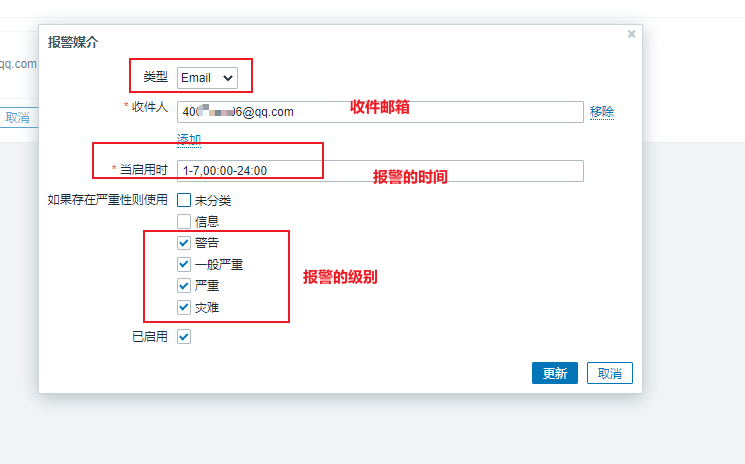 报警媒介
qq.com
类型 Email
* 收件人 40 06@qq.com 收件邮箱 移除
取消
添加
* 当启用时 1-7,00:00-24:00 报警的时间
如果存在严重性则使用 未分类
信息
警告
一般严重
严重 报警的级别
灾难
已启用
更新 取消